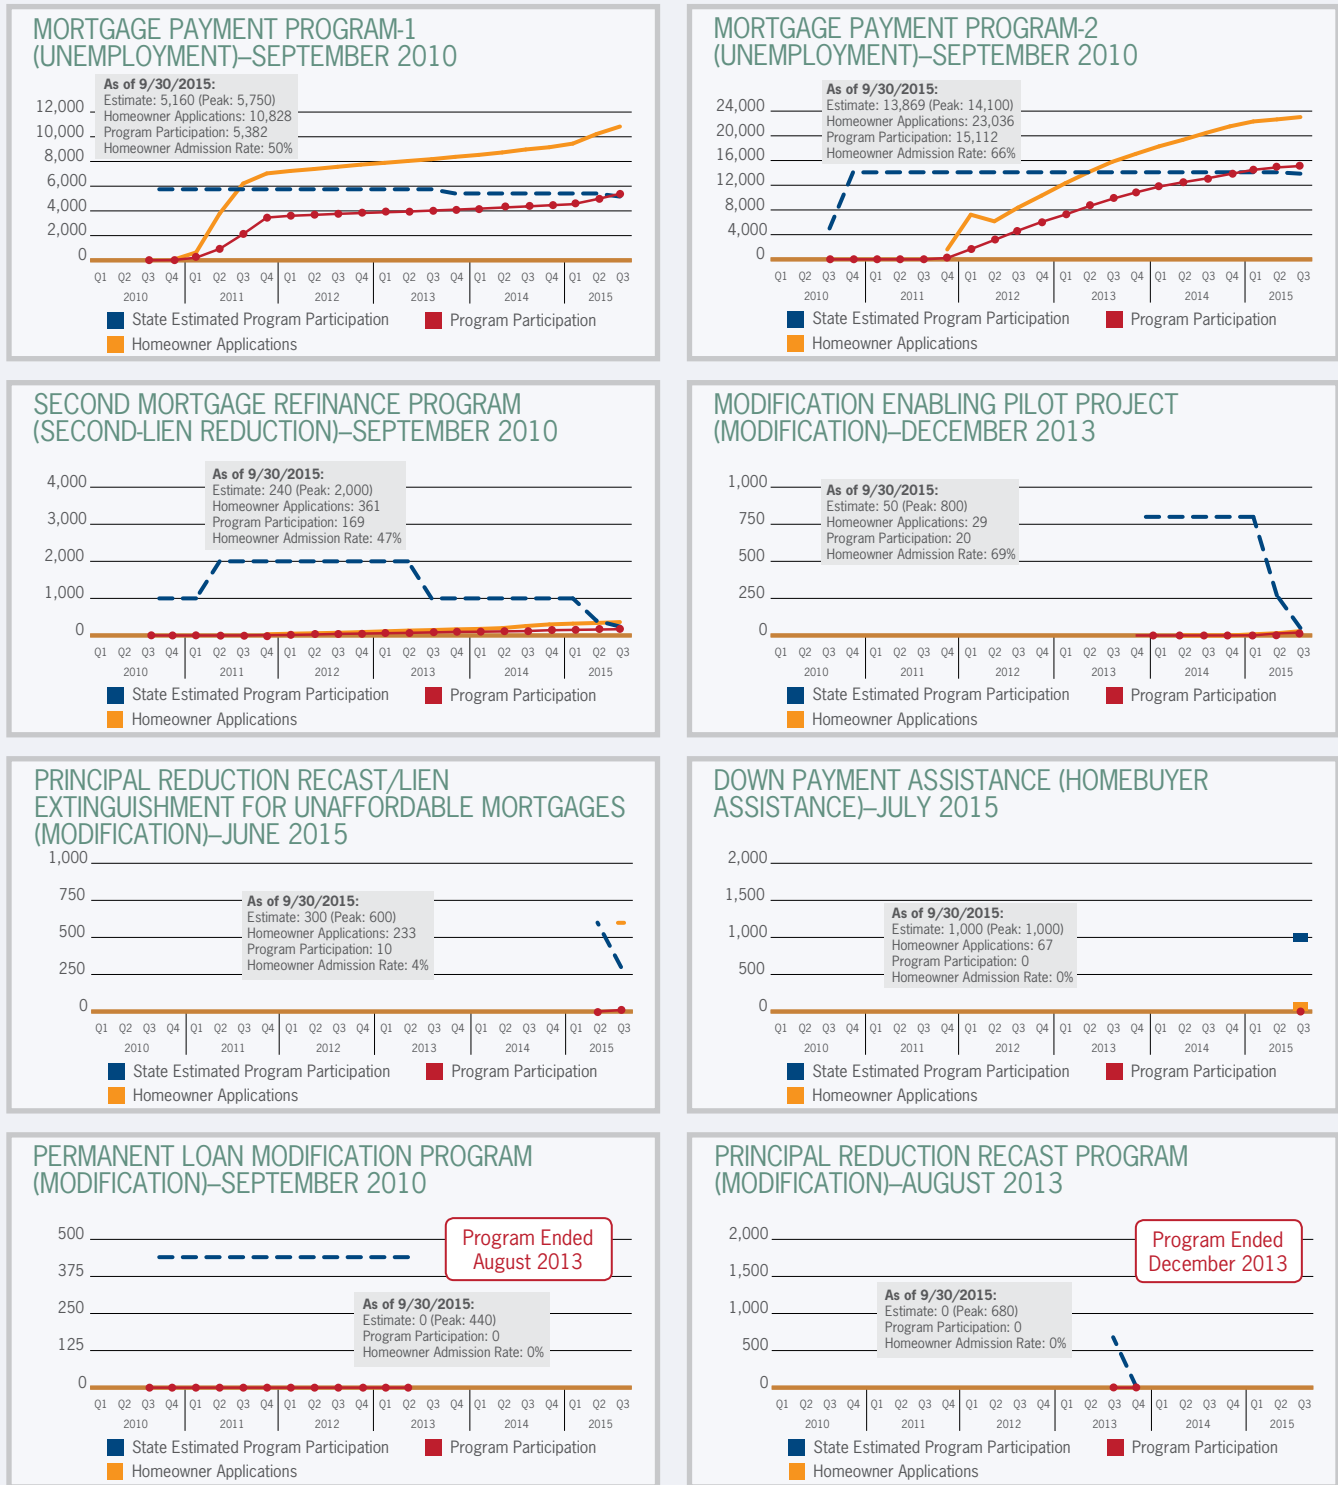 MORTGAGE PAYMENT PROGRAM-1
(UNEMPLOYMENT)–SEPTEMBER 2010
As of 9/30/2015:
Estimate: 5,160 (Peak: 5,750)
Homeowner Applications: 10,828
Program Participation: 5,382
Homeowner Admission Rate: 50%
12,000
10,000
8,000
6,000
4,000
2,000
0
Q1 Q2 Q3 Q4 Q1 Q2 Q3 Q4 Q1 Q2 Q3 Q4 Q1 Q2 Q3 Q4 Q1 Q2 Q3 Q4 Q1 Q2 Q3
2010 2011 2012 2013 2014 2015
State Estimated Program Participation Program Participation
Homeowner Applications
MORTGAGE PAYMENT PROGRAM-2
(UNEMPLOYMENT)–SEPTEMBER 2010
As of 9/30/2015:
Estimate: 13,869 (Peak: 14,100)
Homeowner Applications: 23,036
Program Participation: 15,112
Homeowner Admission Rate: 66%
24,000
20,000
16,000
12,000
8,000
4,000
0
Q1 Q2 Q3 Q4 Q1 Q2 Q3 Q4 Q1 Q2 Q3 Q4 Q1 Q2 Q3 Q4 Q1 Q2 Q3 Q4 Q1 Q2 Q3
2010 2011 2012 2013 2014 2015
State Estimated Program Participation Program Participation
Homeowner Applications
SECOND MORTGAGE REFINANCE PROGRAM
(SECOND-LIEN REDUCTION)–SEPTEMBER 2010
As of 9/30/2015:
Estimate: 240 (Peak: 2,000)
Homeowner Applications: 361
Program Participation: 169
Homeowner Admission Rate: 47%
4,000
3,000
2,000
1,000
0
Q1 Q2 Q3 Q4 Q1 Q2 Q3 Q4 Q1 Q2 Q3 Q4 Q1 Q2 Q3 Q4 Q1 Q2 Q3 Q4 Q1 Q2 Q3
2010 2011 2012 2013 2014 2015
State Estimated Program Participation Program Participation
Homeowner Applications
MODIFICATION ENABLING PILOT PROJECT
(MODIFICATION)–DECEMBER 2013
As of 9/30/2015:
Estimate: 50 (Peak: 800)
Homeowner Applications: 29
Program Participation: 20
Homeowner Admission Rate: 69%
1,000
750
500
250
0
Q1 Q2 Q3 Q4 Q1 Q2 Q3 Q4 Q1 Q2 Q3 Q4 Q1 Q2 Q3 Q4 Q1 Q2 Q3 Q4 Q1 Q2 Q3
2010 2011 2012 2013 2014 2015
State Estimated Program Participation Program Participation
Homeowner Applications
PRINCIPAL REDUCTION RECAST/LIEN
EXTINGUISHMENT FOR UNAFFORDABLE MORTGAGES
(MODIFICATION)–JUNE 2015
As of 9/30/2015:
Estimate: 300 (Peak: 600)
Homeowner Applications: 233
Program Participation: 10
Homeowner Admission Rate: 4%
1,000
750
500
250
0
Q1 Q2 Q3 Q4 Q1 Q2 Q3 Q4 Q1 Q2 Q3 Q4 Q1 Q2 Q3 Q4 Q1 Q2 Q3 Q4 Q1 Q2 Q3
2010 2011 2012 2013 2014 2015
State Estimated Program Participation Program Participation
Homeowner Applications
DOWN PAYMENT ASSISTANCE (HOMEBUYER
ASSISTANCE)–JULY 2015
As of 9/30/2015:
Estimate: 1,000 (Peak: 1,000)
Homeowner Applications: 67
Program Participation: 0
Homeowner Admission Rate: 0%
2,000
1,500
1,000
500
0
Q1 Q2 Q3 Q4 Q1 Q2 Q3 Q4 Q1 Q2 Q3 Q4 Q1 Q2 Q3 Q4 Q1 Q2 Q3 Q4 Q1 Q2 Q3
2010 2011 2012 2013 2014 2015
State Estimated Program Participation Program Participation
Homeowner Applications
PERMANENT LOAN MODIFICATION PROGRAM
(MODIFICATION)–SEPTEMBER 2010
Program Ended
August 2013
As of 9/30/2015:
Estimate: 0 (Peak: 440)
Program Participation: 0
Homeowner Admission Rate: 0%
500
375
250
125
0
Q1 Q2 Q3 Q4 Q1 Q2 Q3 Q4 Q1 Q2 Q3 Q4 Q1 Q2 Q3 Q4 Q1 Q2 Q3 Q4 Q1 Q2 Q3
2010 2011 2012 2013 2014 2015
State Estimated Program Participation Program Participation
Homeowner Applications
PRINCIPAL REDUCTION RECAST PROGRAM
(MODIFICATION)–AUGUST 2013
Program Ended
December 2013
As of 9/30/2015:
Estimate: 0 (Peak: 680)
Program Participation: 0
Homeowner Admission Rate: 0%
2,000
1,500
1,000
500
0
Q1 Q2 Q3 Q4 Q1 Q2 Q3 Q4 Q1 Q2 Q3 Q4 Q1 Q2 Q3 Q4 Q1 Q2 Q3 Q4 Q1 Q2 Q3
2010 2011 2012 2013 2014 2015
State Estimated Program Participation Program Participation
Homeowner Applications